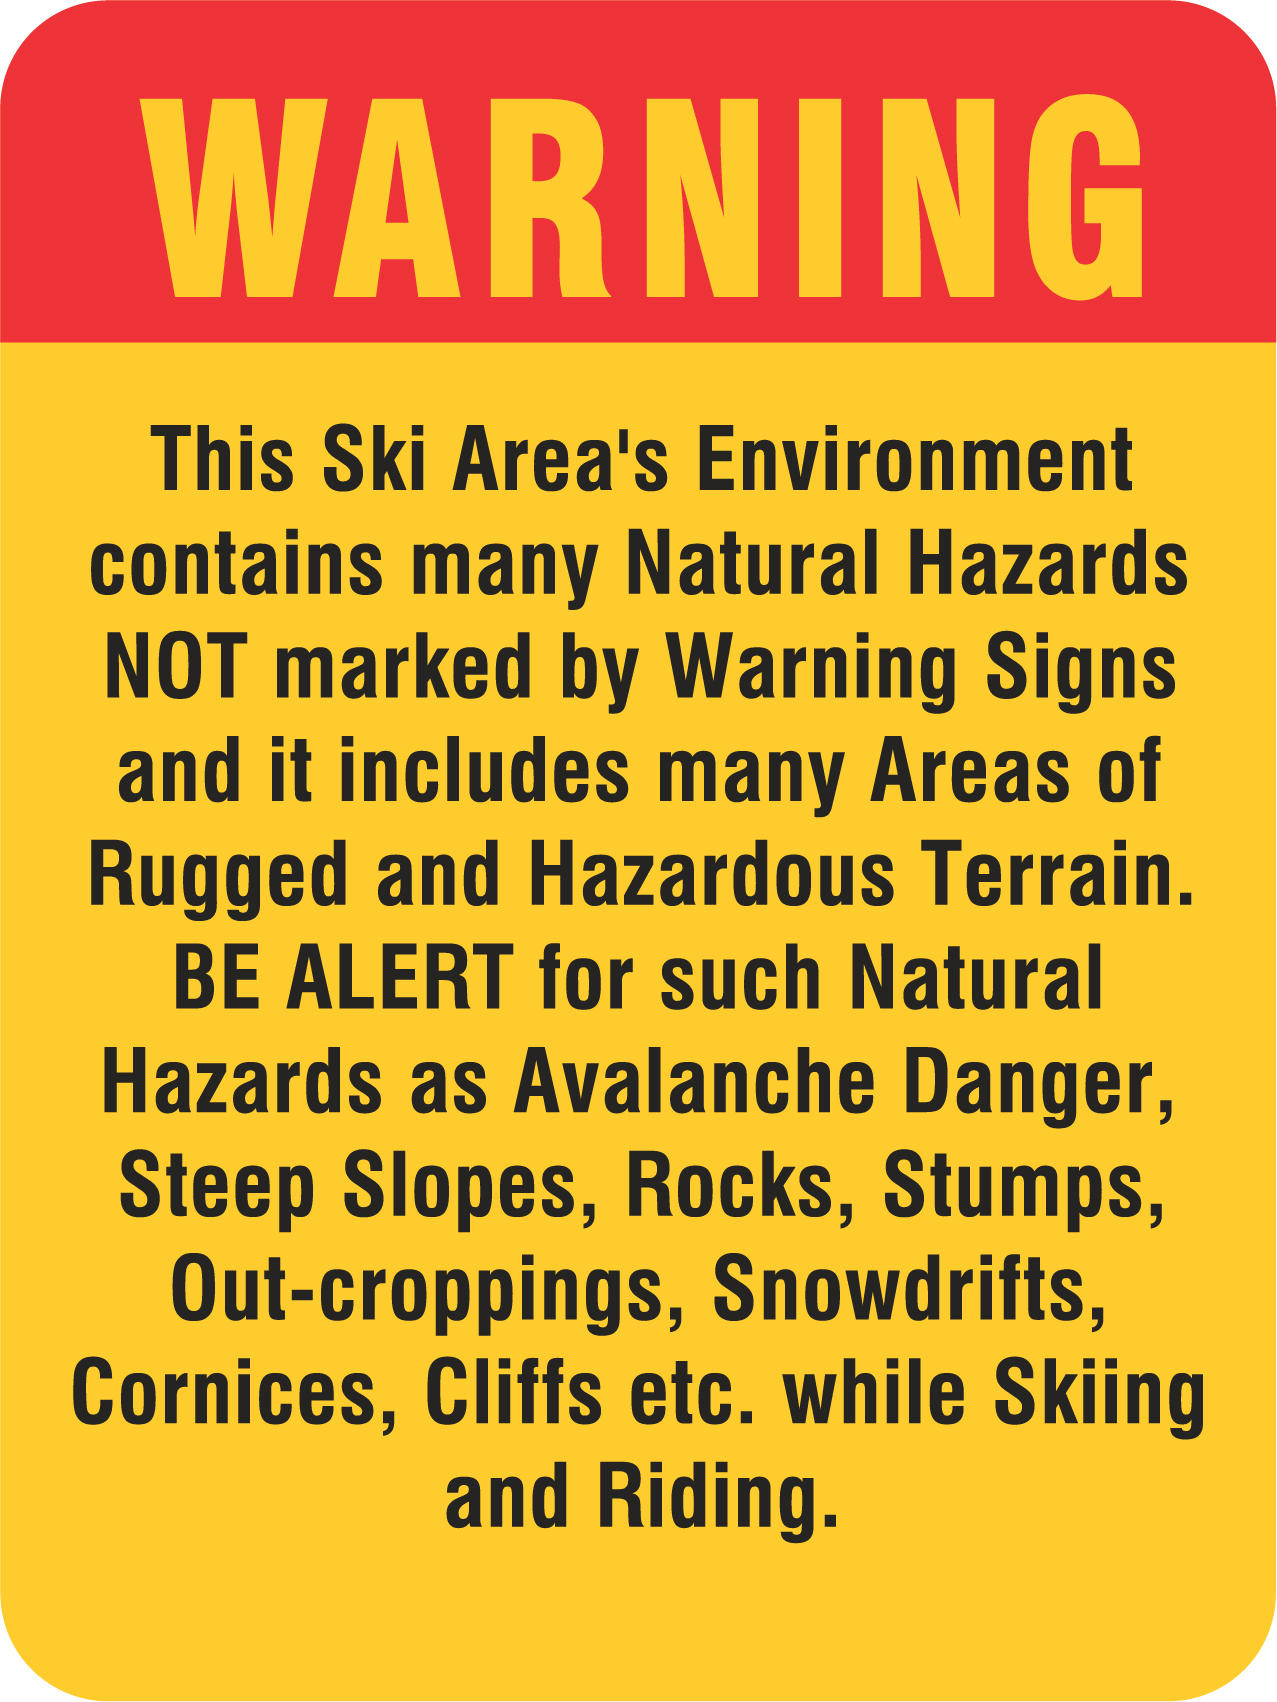 WARNING
This Ski Area's Environment
contains many Natural Hazards
NOT marked by Warning Signs
and it includes many Areas of
Rugged and Hazardous Terrain.
BE ALERT for such Natural
Hazards as Avalanche Danger,
Steep Slopes, Rocks, Stumps,
Out-croppings, Snowdrifts,
Cornices, Cliffs etc. while Skiing
and Riding.